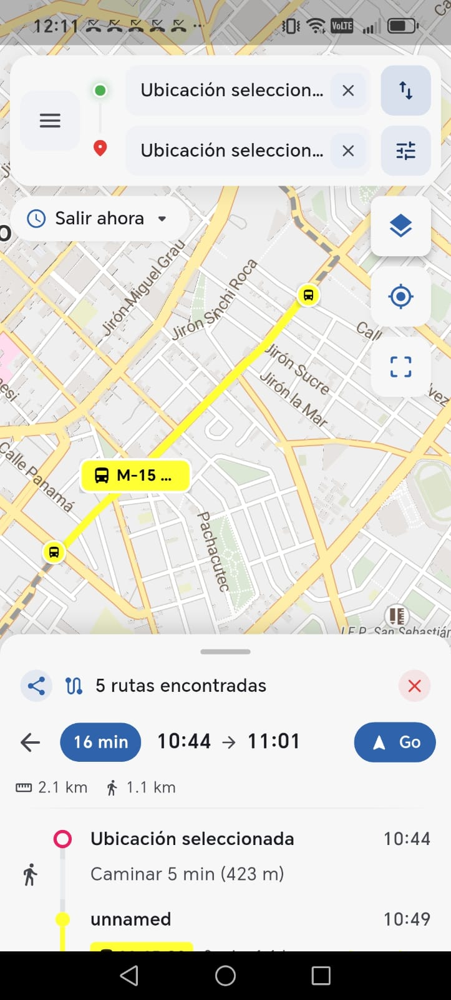 12:11
VoLTE
Ubicación seleccion...
Ubicación seleccion...
Salir ahora
o
Jirón Miguel Grau
Jirón Sinchi Roca
Call
Jirón Sucre
Jirón la Mar
vez
esi
Calle Panamá
M-15 ...
Pachacutec
I.E.P. San Sebastián
5 rutas encontradas
16 min
10:44 → 11:01
Go
2.1 km
1.1 km
Ubicación seleccionada
10:44
Caminar 5 min (423 m)
unnamed
10:49